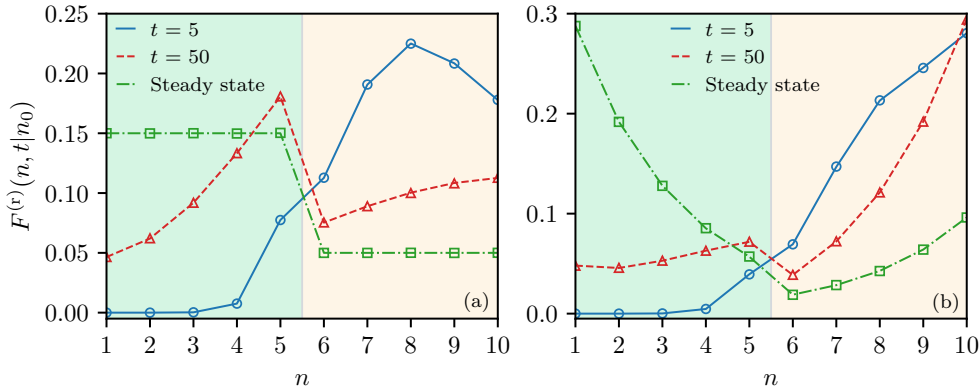 F^{(r)}(n, t|n_0)
0.25
0.20
0.15
0.10
0.05
0.00
t = 5
t = 50
Steady state
(a)
1 2 3 4 5 6 7 8 9 10
n
0.3
0.2
0.1
0.0
t = 5
t = 50
Steady state
(b)
1 2 3 4 5 6 7 8 9 10
n